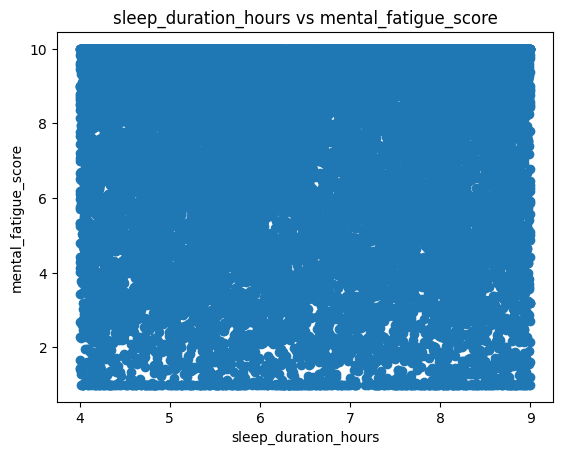 sleep_duration_hours vs mental_fatigue_score
10
8
6
4
2
mental_fatigue_score
4 5 6 7 8 9
sleep_duration_hours